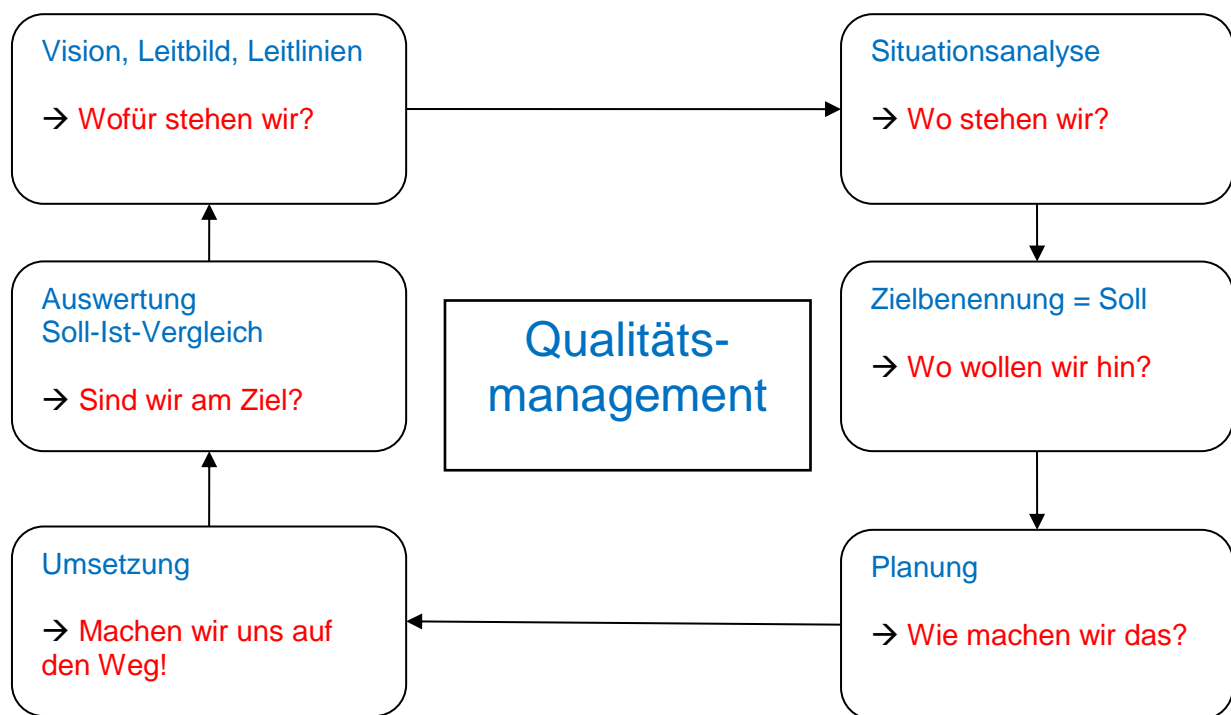 Vision, Leitbild, Leitlinien
→ Wofür stehen wir?
Situationsanalyse
→ Wo stehen wir?
Zielbenennung = Soll
→ Wo wollen wir hin?
Planung
→ Wie machen wir das?
Umsetzung
→ Machen wir uns auf
den Weg!
Auswertung
Soll-Ist-Vergleich
→ Sind wir am Ziel?
Qualitäts-
management